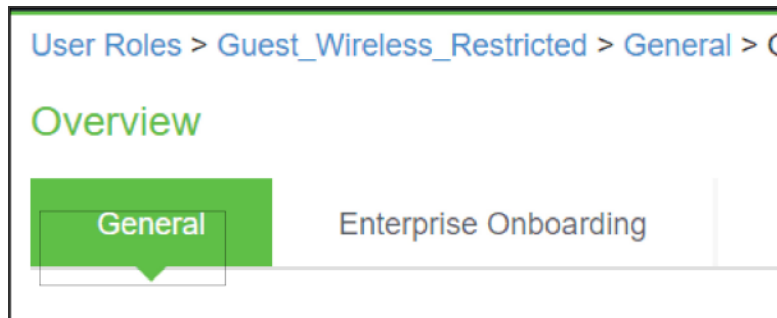 User Roles > Guest_Wireless_Restricted > General >
Overview
General
Enterprise Onboarding